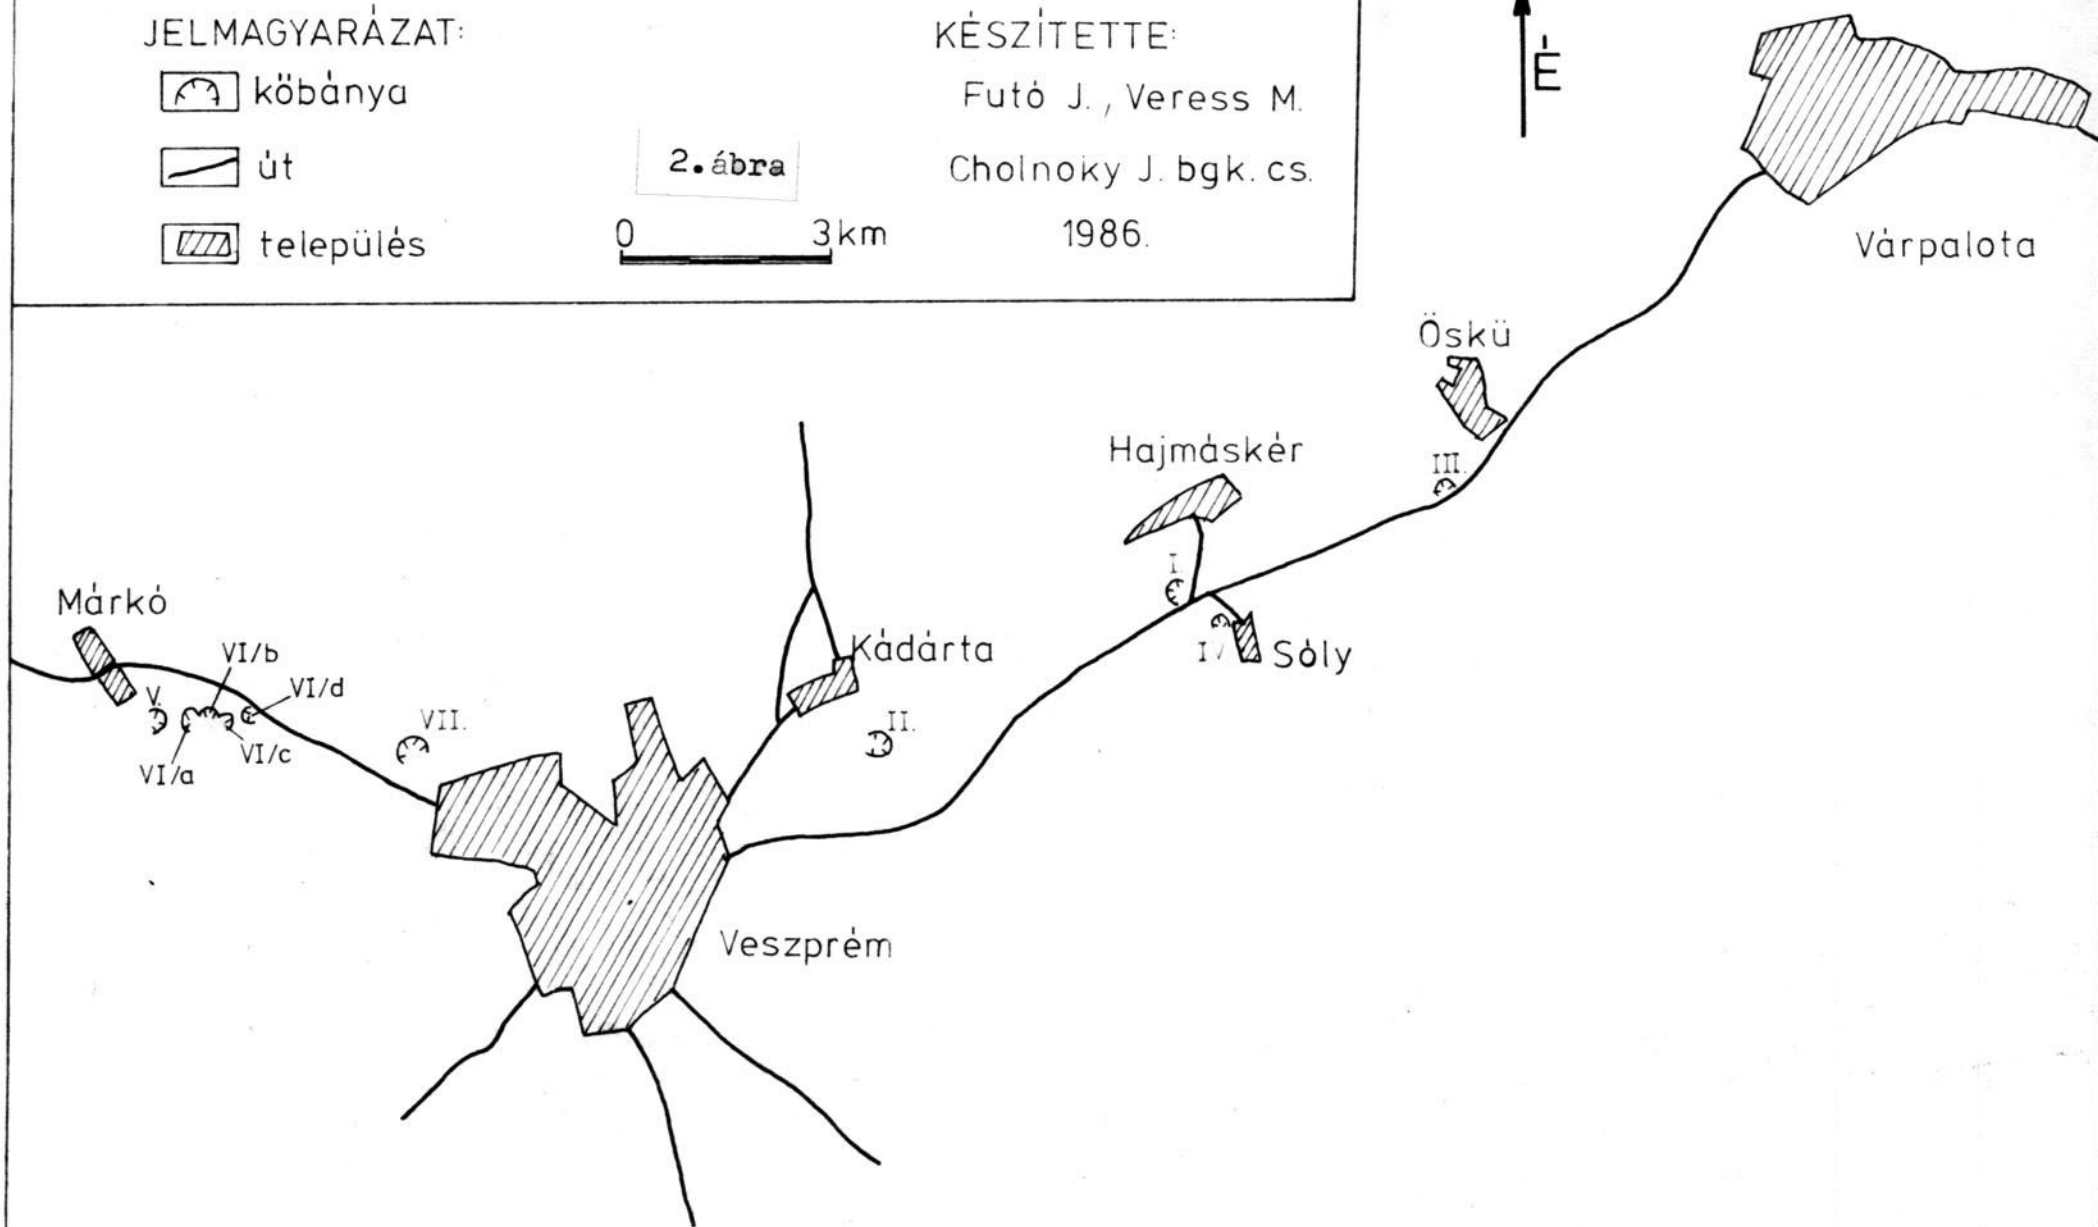 JELMAGYARÁZAT:
kőbánya
út
település
2.ábra
0 3km
KÉSZÍTETTE:
Futó J., Veress M.
Cholnoky J. bgk. cs.
1986.
É
Várpalota
Öskü
III.
Hajmáskér
I.
IV
Sóly
Kádárta
II.
Márkó
V.
VI/b
VI/d
VI/a
VI/c
VII.
Veszprém